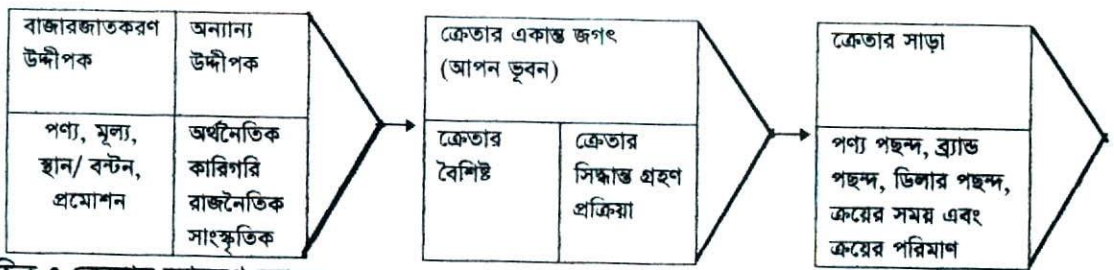 বাজারজাতকরণ
উদ্দীপক
অন্যান্য
উদ্দীপক
পণ্য, মূল্য,
স্থান/ বন্টন,
প্রমোশন
অর্থনৈতিক
কারিগরি
রাজনৈতিক
সাংস্কৃতিক
ক্রেতার একান্ত জগৎ
(আপন ভূবন)
ক্রেতার
বৈশিষ্ট
ক্রেতার
সিদ্ধান্ত গ্রহণ
প্রক্রিয়া
ক্রেতার সাড়া
পণ্য পছন্দ, ব্র্যান্ড
পছন্দ, ডিলার পছন্দ,
ক্রয়ের সময় এবং
ক্রয়ের পরিমাণ